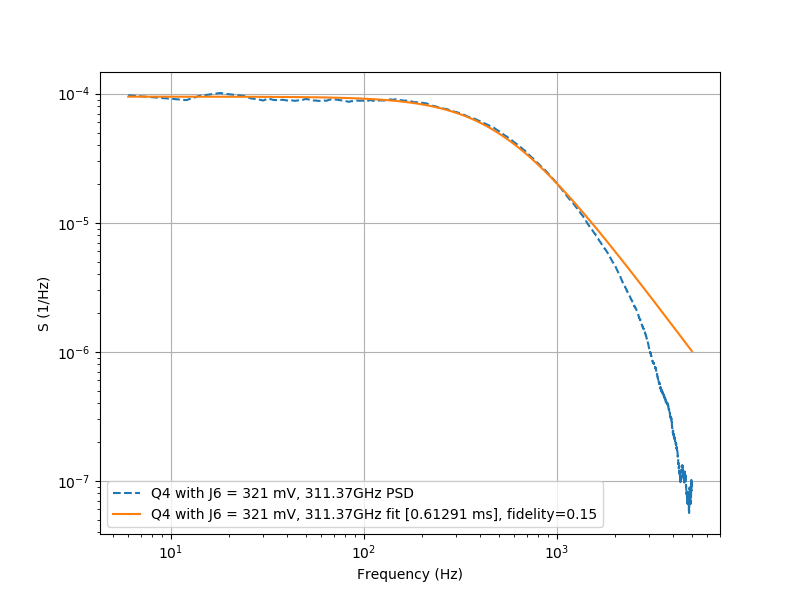 10⁻⁴
10⁻⁵
10⁻⁶
10⁻⁷
S (1/Hz)
Q4 with J6 = 321 mV, 311.37GHz PSD
Q4 with J6 = 321 mV, 311.37GHz fit [0.61291 ms], fidelity=0.15
10¹ 10² 10³
Frequency (Hz)